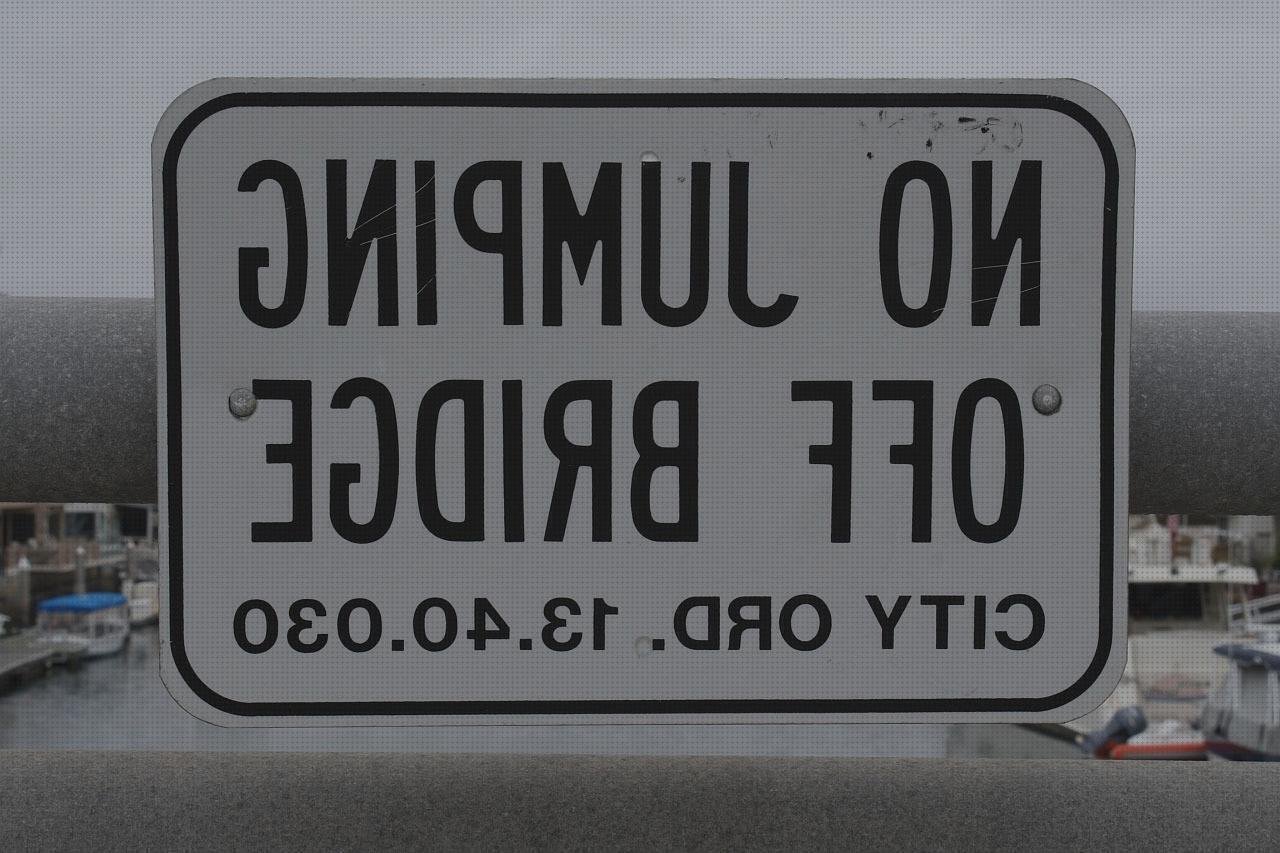 NO JUMPING
OFF BRIDGE
CITY ORD. 13.40.030